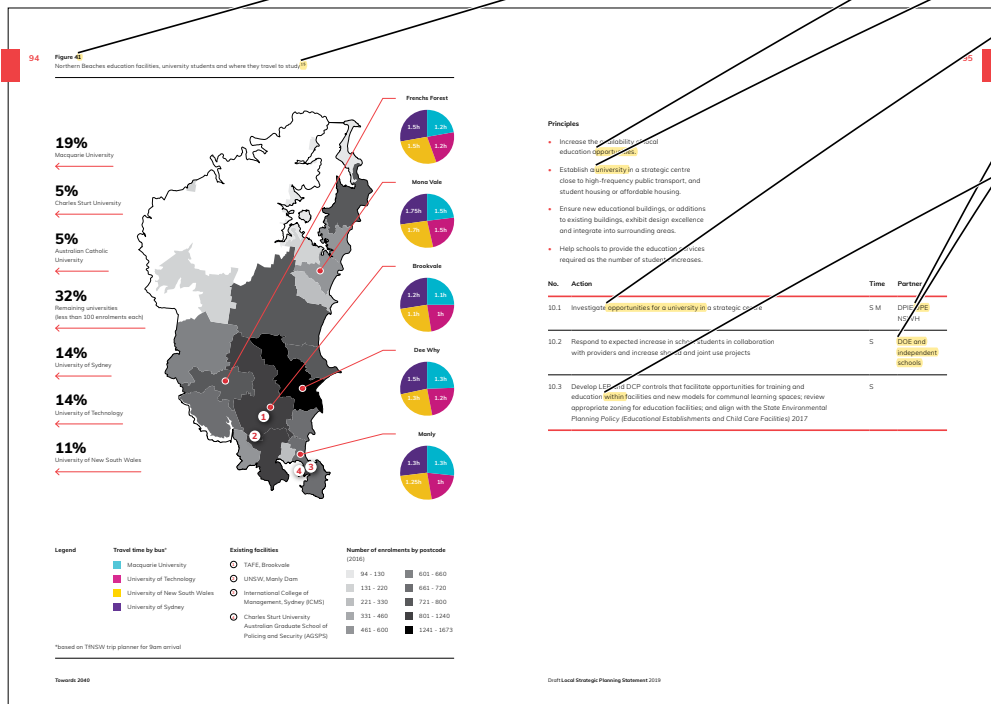 94
Figure 41
Northern Beaches education facilities, university students and where they travel to study
19%
Macquarie University
5%
Charles Sturt University
5%
Australian Catholic
University
32%
Remaining universities
(less than 100 enrolments each)
14%
University of Sydney
14%
University of Technology
11%
University of New South Wales
Frenchs Forest
1.5h 1.2h
1.5h 1.2h
Mona Vale
1.75h 1.5h
1.7h 1.5h
Brookvale
1.2h 1.1h
1.1h 1h
Dee Why
1.5h 1.3h
1.3h 1.2h
Manly
1.3h 1.3h
1.25h 1h
1
2
3
4
Legend
Travel time by bus*
Macquarie University
University of Technology
University of New South Wales
University of Sydney
Existing facilities
TAFE, Brookvale
UNSW, Manly Dam
International College of
Management, Sydney (ICMS)
Charles Sturt University
Australian Graduate School of
Policing and Security (AGSPS)
Number of enrolments by postcode
(2016)
94 - 130
131 - 220
221 - 330
331 - 460
461 - 600
601 - 660
661 - 720
721 - 800
801 - 1240
1241 - 1673
*based on TfNSW trip planner for 9am arrival
Towards 2040
95
Principles
• Increase the availability of local
education opportunities.
• Establish a university in a strategic centre
close to high-frequency public transport, and
student housing or affordable housing.
• Ensure new educational buildings, or additions
to existing buildings, exhibit design excellence
and integrate into surrounding areas.
• Help schools to provide the education services
required as the number of students increases.
No. Action Time Partner
10.1 Investigate opportunities for a university in a strategic centre S M DPIE
NSWH
10.2 Respond to expected increase in school students in collaboration S DOE and
with providers and increase shared and joint use projects independent
schools
10.3 Develop LEP and DCP controls that facilitate opportunities for training and S
education within facilities and new models for communal learning spaces; review
appropriate zoning for education facilities; and align with the State Environmental
Planning Policy (Educational Establishments and Child Care Facilities) 2017
Draft Local Strategic Planning Statement 2019